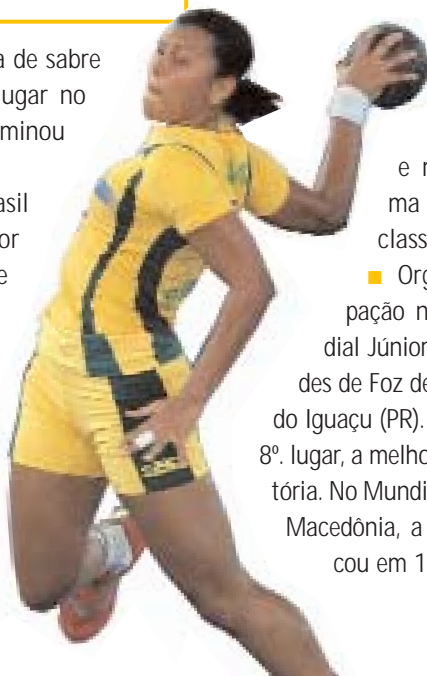 a de sabre
ugar no
minou
asil
or
e
e r
ma
class
■ Org
pação n
dial Júnior
des de Foz de
do Iguaçu (PR).
8º. lugar, a melho
tória. No Mundi
Macedônia, a
cou em 1